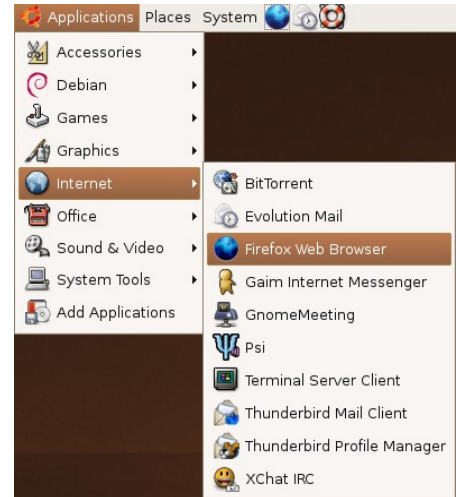 Applications Places System
Accessories
Debian
Games
Graphics
Internet
Office
Sound & Video
System Tools
Add Applications
BitTorrent
Evolution Mail
Firefox Web Browser
Gaim Internet Messenger
GnomeMeeting
Psi
Terminal Server Client
Thunderbird Mail Client
Thunderbird Profile Manager
XChat IRC